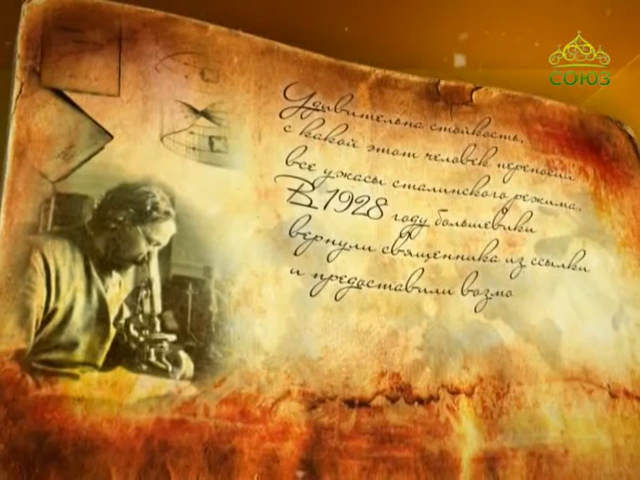 СОЮЗ
Удивительна стойкость,
с какой этот человек переносил
все ужасы сталинского режима.
В 1928 году большевики
вернули священника из ссылки
и предоставили возмо